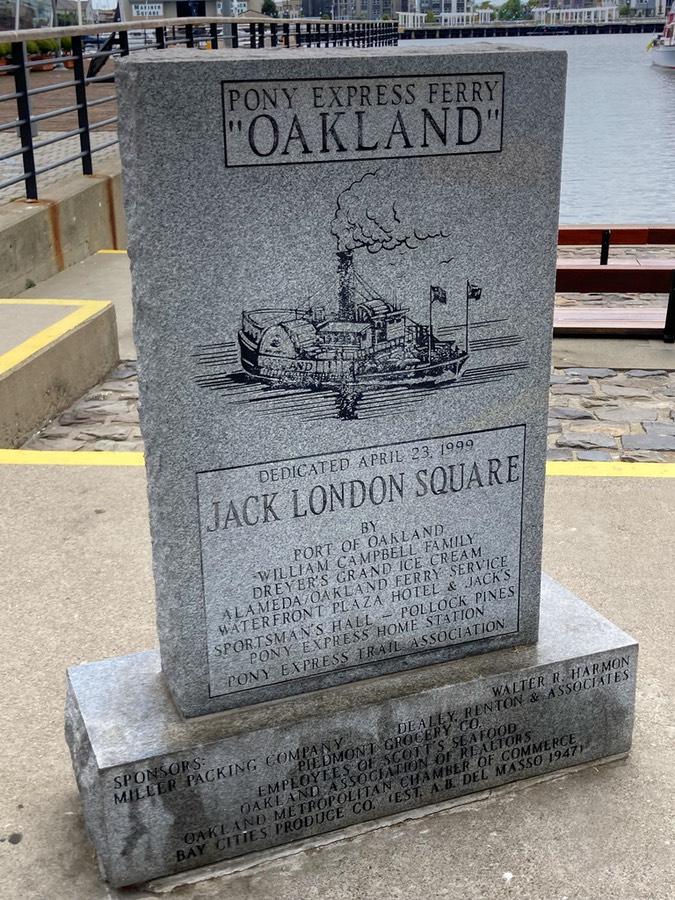 MARINER
SQUARE
PONY EXPRESS FERRY
"OAKLAND"
AND
DEDICATED APRIL 23, 1999
JACK LONDON SQUARE
BY
PORT OF OAKLAND
WILLIAM CAMPBELL FAMILY
DREYER'S GRAND ICE CREAM
ALAMEDA/OAKLAND FERRY SERVICE
WATERFRONT PLAZA HOTEL & JACK'S
SPORTSMAN'S HALL – POLLOCK PINES
PONY EXPRESS HOME STATION
PONY EXPRESS TRAIL ASSOCIATION
SPONSORS: WALTER R. HARMON
MILLER PACKING COMPANY DEALEY, RENTON & ASSOCIATES
PIEDMONT GROCERY CO.
EMPLOYEES OF SCOTT'S SEAFOOD
OAKLAND ASSOCIATION OF REALTORS
OAKLAND METROPOLITAN CHAMBER OF COMMERCE
BAY CITIES PRODUCE CO. (EST. A.B. DEL MASSO 1947)